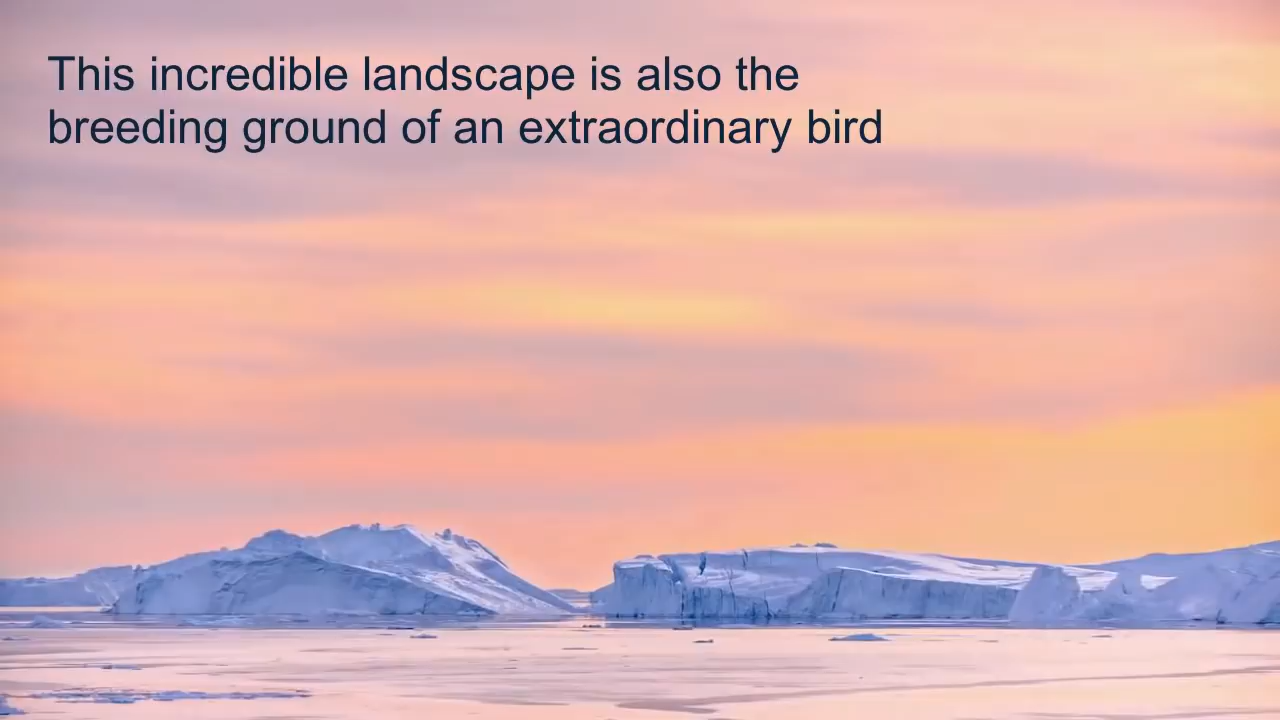 This incredible landscape is also the
breeding ground of an extraordinary bird